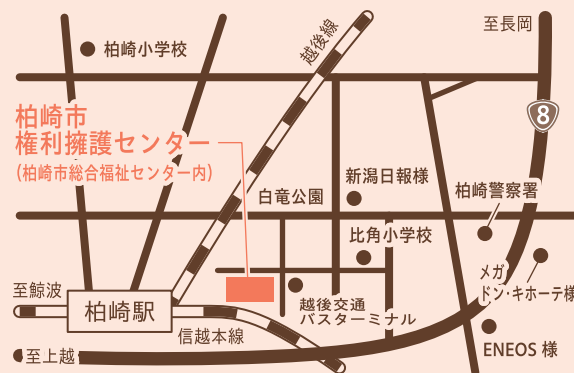 至長岡
柏崎小学校
越後線
8
柏崎市
権利擁護センター
(柏崎市総合福祉センター内)
新潟日報様
柏崎警察署
白竜公園
比角小学校
メガ
ドン・キホーテ様
至鯨波
柏崎駅
越後交通
バスターミナル
信越本線
ENEOS 様
至上越